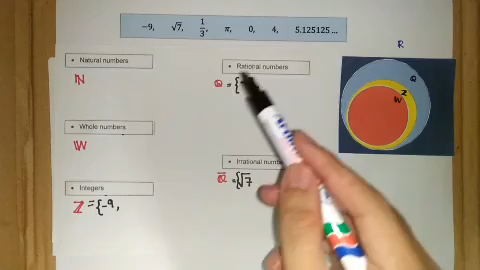 -9, √7, 1/3, π, 0, 4, 5.125125...
R
• Natural numbers
N
• Rational numbers
Q = {
Q
Z
W
• Whole numbers
W
• Irrational numbers
Q̅ = {√7
• Integers
Z = {-9,